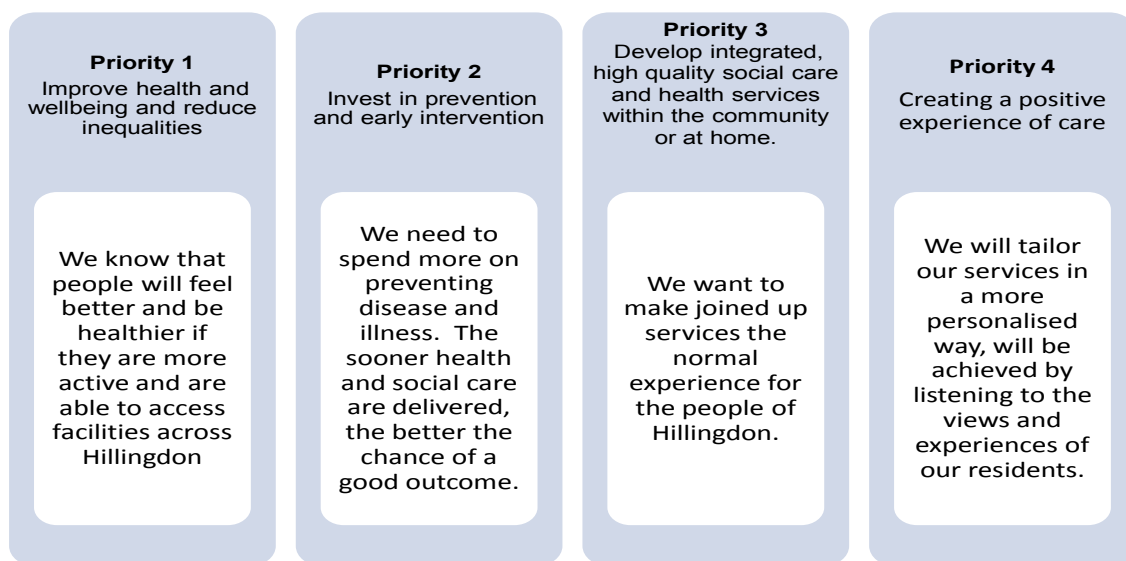 Priority 1
Improve health and
wellbeing and reduce
inequalities
We know that
people will feel
better and be
healthier if
they are more
active and are
able to access
facilities across
Hillingdon
Priority 2
Invest in prevention
and early intervention
We need to
spend more on
preventing
disease and
illness.  The
sooner health
and social care
are delivered,
the better the
chance of a
good outcome.
Priority 3
Develop integrated,
high quality social care
and health services
within the community
or at home.
We want to
make joined up
services the
normal
experience for
the people of
Hillingdon.
Priority 4
Creating a positive
experience of care
We will tailor
our services in
a more
personalised
way, will be
achieved by
listening to the
views and
experiences of
our residents.